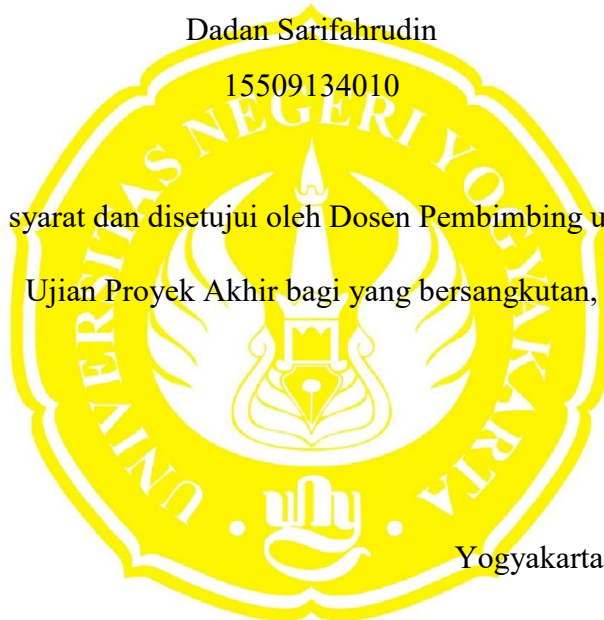 Dadan Sarifahrudin
15509134010
UNIVERSITAS NEGERI YOGYAKARTA
syarat dan disetujui oleh Dosen Pembimbing u
Ujian Proyek Akhir bagi yang bersangkutan,
uny
Yogyakarta